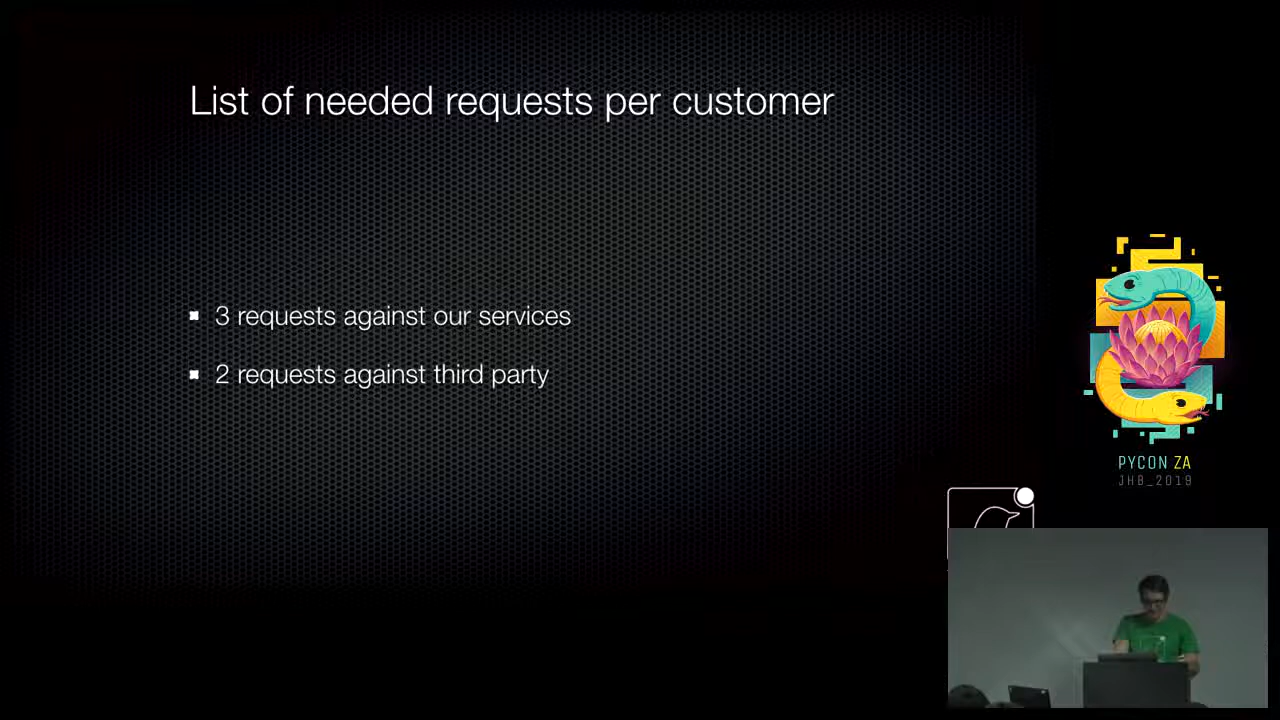 List of needed requests per customer
3 requests against our services
2 requests against third party
PYCON ZA
JHB_2019